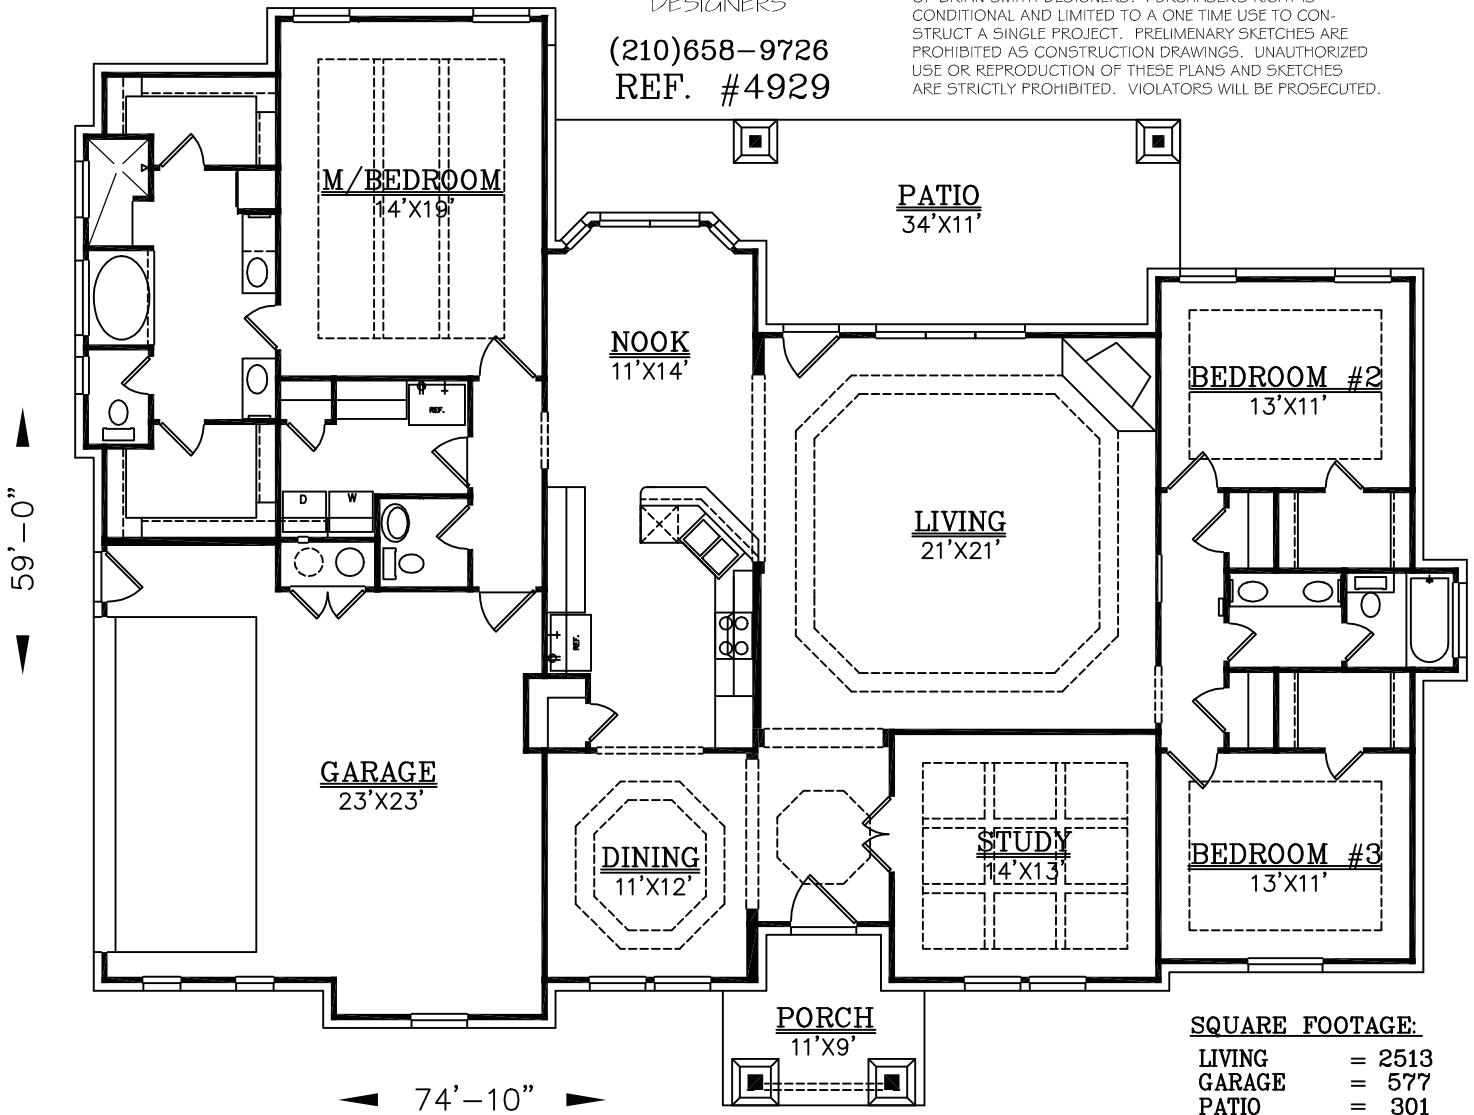 DESIGNERS
(210)658-9726
REF. #4929
CONDITIONAL AND LIMITED TO A ONE TIME USE TO CON-
STRUCT A SINGLE PROJECT. PRELIMENARY SKETCHES ARE
PROHIBITED AS CONSTRUCTION DRAWINGS. UNAUTHORIZED
USE OR REPRODUCTION OF THESE PLANS AND SKETCHES
ARE STRICTLY PROHIBITED. VIOLATORS WILL BE PROSECUTED.
M/BEDROOM
14'X19'
PATIO
34'X11'
NOOK
11'X14'
BEDROOM #2
13'X11'
REF.
D
W
LIVING
21'X21'
59'-0"
REF.
GARAGE
23'X23'
DINING
11'X12'
STUDY
14'X13'
BEDROOM #3
13'X11'
PORCH
11'X9'
74'-10"
SQUARE FOOTAGE:
LIVING = 2513
GARAGE = 577
PATIO = 301